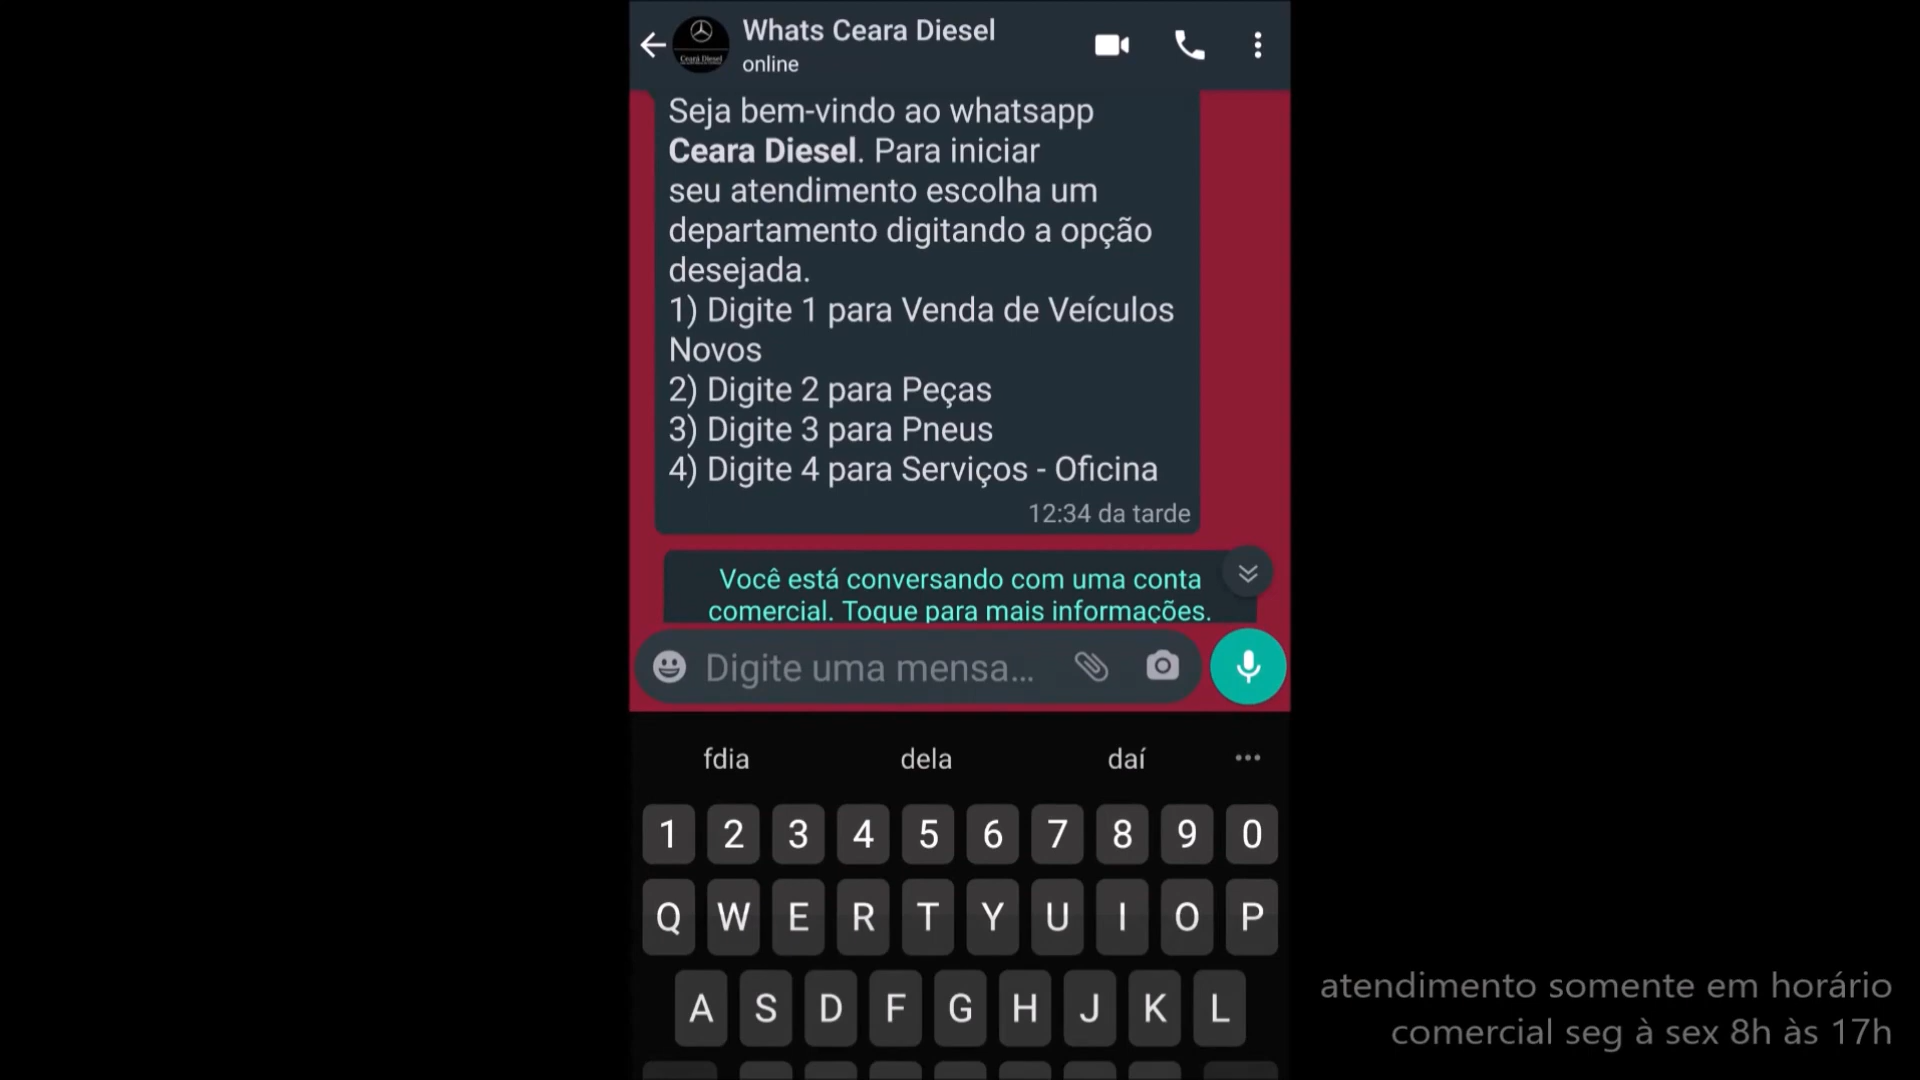 Whats Ceara Diesel
online
Ceará Diesel
Seja bem-vindo ao whatsapp
Ceara Diesel. Para iniciar
seu atendimento escolha um
departamento digitando a opção
desejada.
1) Digite 1 para Venda de Veículos
Novos
2) Digite 2 para Peças
3) Digite 3 para Pneus
4) Digite 4 para Serviços - Oficina
12:34 da tarde
Você está conversando com uma conta
comercial. Toque para mais informações.
Digite uma mensa...
fdia dela daí
1 2 3 4 5 6 7 8 9 0
Q W E R T Y U I O P
A S D F G H J K L
atendimento somente em horário
comercial seg à sex 8h às 17h